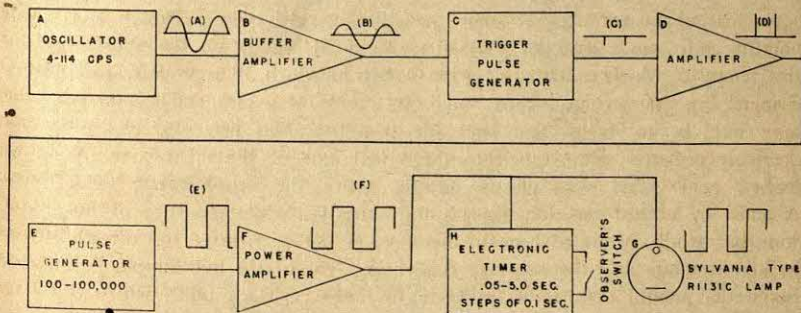 A
OSCILLATOR
4-114 CPS
(A)
B
BUFFER
AMPLIFIER
(B)
C
TRIGGER
PULSE
GENERATOR
(C)
D
AMPLIFIER
(D)
E
PULSE
GENERATOR
100-100,000
(E)
F
POWER
AMPLIFIER
(F)
H
ELECTRONIC
TIMER
.05-5.0 SEC.
STEPS OF 0.1 SEC.
OBSERVER'S
SWITCH
G
SYLVANIA TYPE
R1131C LAMP